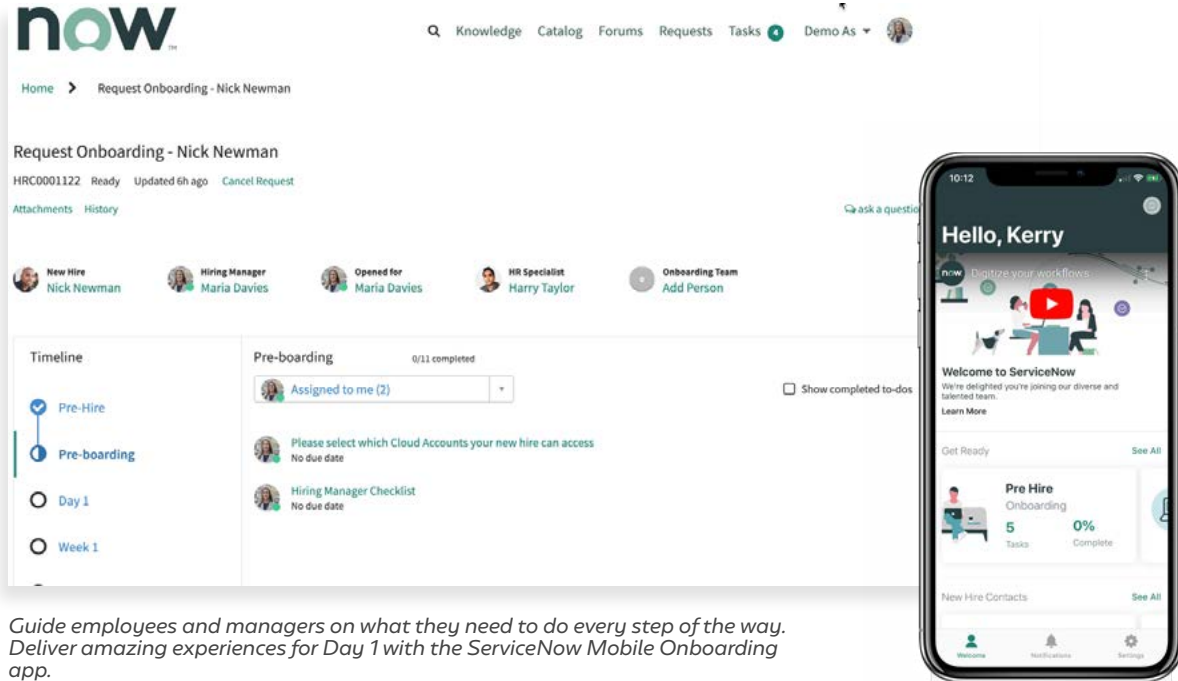 now
TM
Knowledge Catalog Forums Requests Tasks 4 Demo As
Home > Request Onboarding - Nick Newman
Request Onboarding - Nick Newman
HRC0001122 Ready Updated 6h ago Cancel Request
Attachments History
ask a questio
New Hire
Nick Newman
Hiring Manager
Maria Davies
Opened for
Maria Davies
HR Specialist
Harry Taylor
Onboarding Team
Add Person
Timeline
Pre-Hire
Pre-boarding
Day 1
Week 1
Pre-boarding 0/11 completed
Assigned to me (2)
Show completed to-dos
Please select which Cloud Accounts your new hire can access
No due date
Hiring Manager Checklist
No due date
10:12
Hello, Kerry
now Digitize your workflows
Welcome to ServiceNow
We're delighted you're joining our diverse and
talented team.
Learn More
Get Ready See All
Pre Hire
Onboarding
5 0%
Tasks Complete
New Hire Contacts See All
Welcome Notifications Settings
Guide employees and managers on what they need to do every step of the way.
Deliver amazing experiences for Day 1 with the ServiceNow Mobile Onboarding
app.